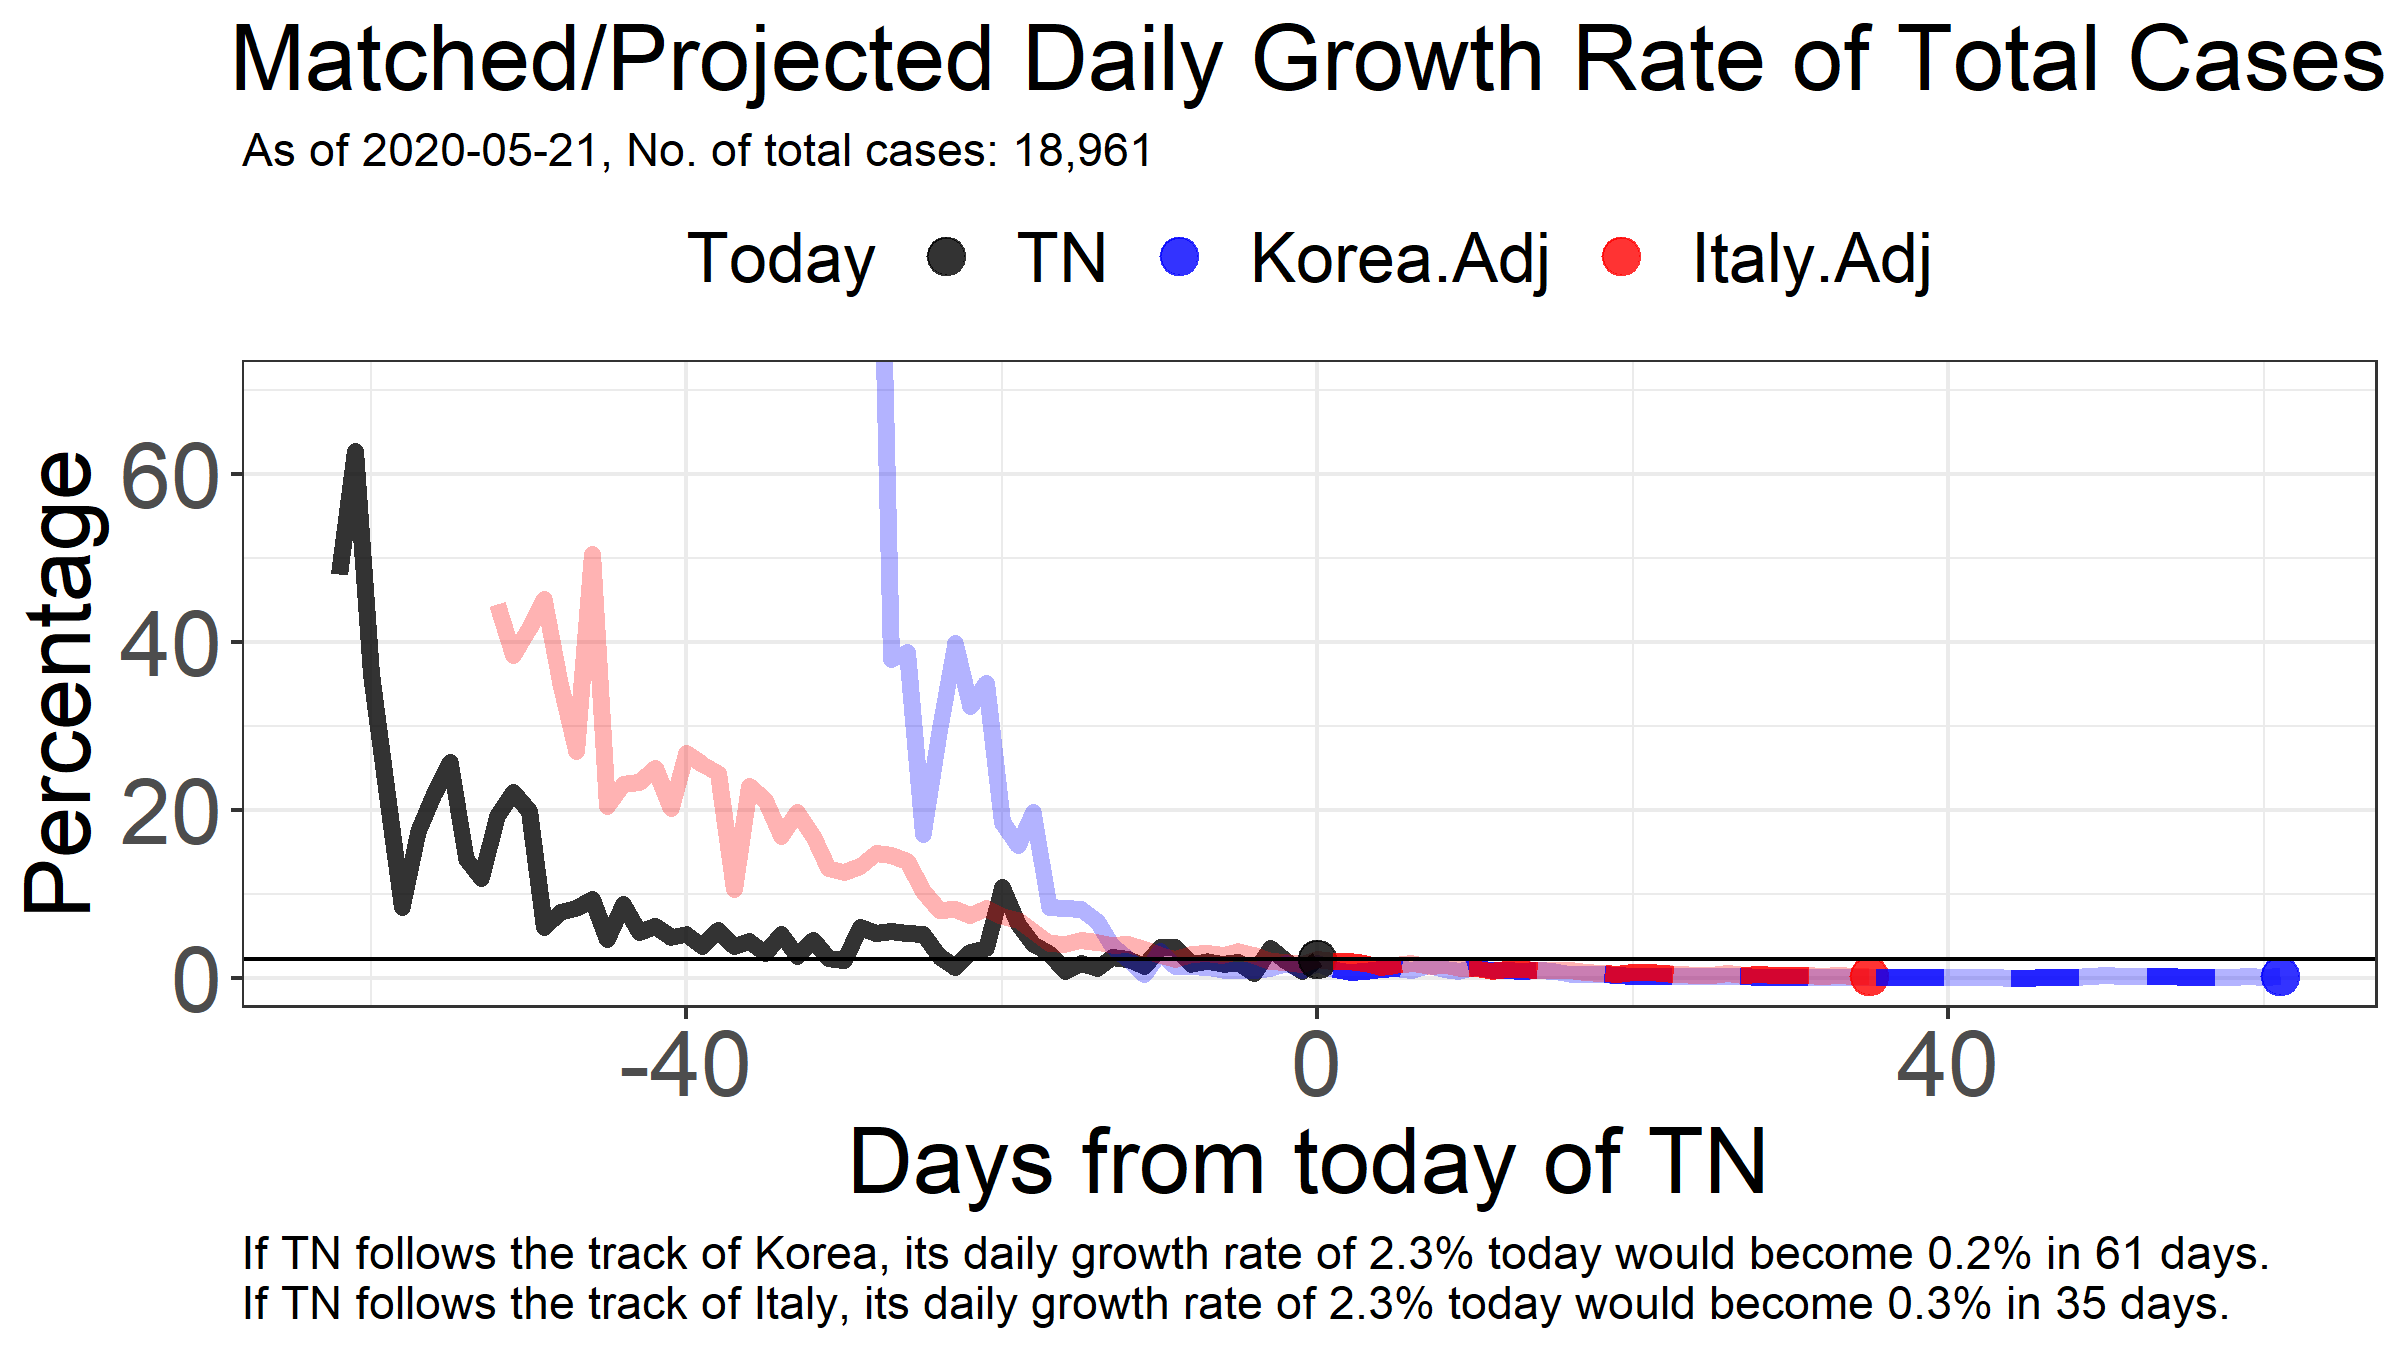 Matched/Projected Daily Growth Rate of Total Cases
As of 2020-05-21, No. of total cases: 18,961
Today TN Korea.Adj Italy.Adj
Percentage
60
40
20
0
-40 0 40
Days from today of TN
If TN follows the track of Korea, its daily growth rate of 2.3% today would become 0.2% in 61 days.
If TN follows the track of Italy, its daily growth rate of 2.3% today would become 0.3% in 35 days.